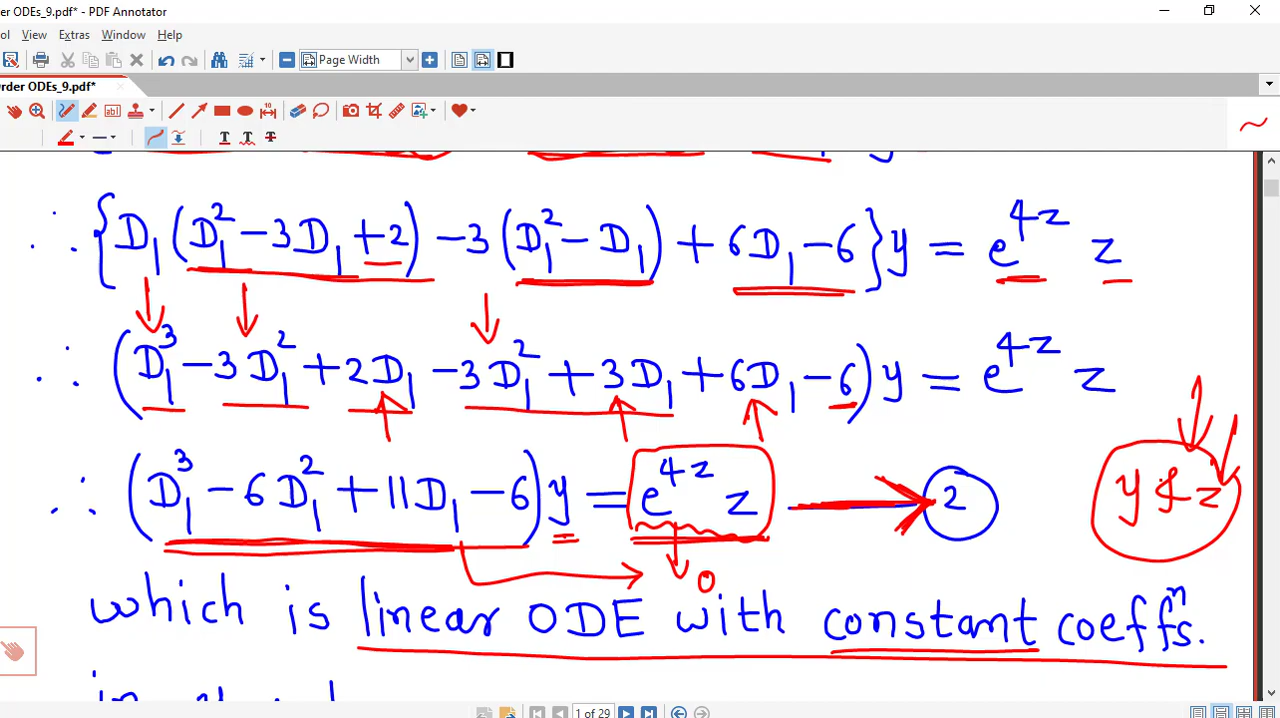 order ODEs_9.pdf* - PDF Annotator
ol View Extras Window Help
Page Width
Order ODEs_9.pdf*
∴ {D₁(D₁² -3D₁ +2) -3(D₁² - D₁) + 6D₁ -6}y = e^{4z} z
∴ (D₁³ -3D₁² +2D₁ -3D₁² +3D₁ +6D₁ -6)y = e^{4z} z
∴ (D₁³ -6D₁² +11D₁ -6)y = e^{4z} z → 2
y & z
0
which is linear ODE with constant coeffⁿs.
1 of 29